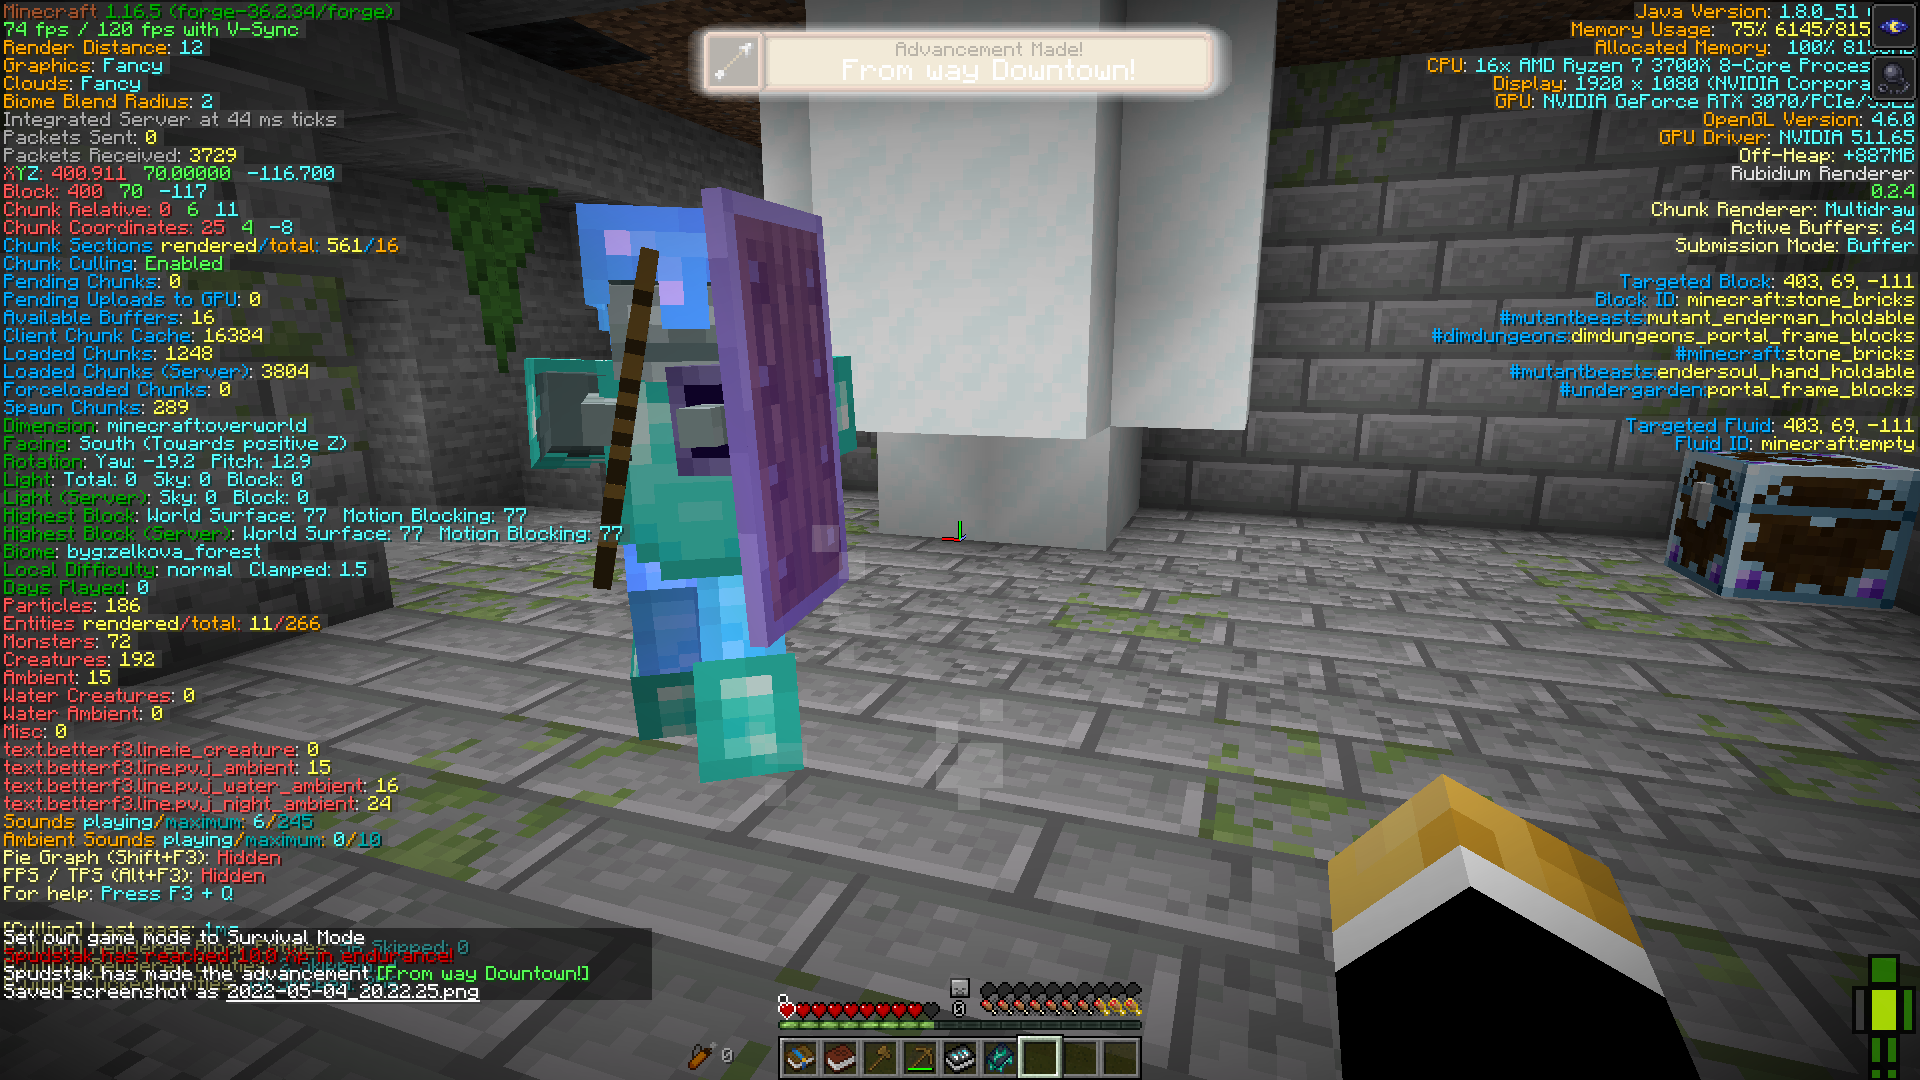 Minecraft 1.16.5 (forge-36.2.34/forge)
74 fps / 120 fps with V-Sync
Render Distance: 12
Graphics: Fancy
Clouds: Fancy
Biome Blend Radius: 2
Integrated Server at 44 ms ticks
Packets Sent: 0
Packets Received: 3729
XYZ: 400.911 70.00000 -116.700
Block: 400 70 -117
Chunk Relative: 0 6 11
Chunk Coordinates: 25 4 -8
Chunk Sections rendered/total: 561/16
Chunk Culling: Enabled
Pending Chunks: 0
Pending Uploads to GPU: 0
Available Buffers: 16
Client Chunk Cache: 16384
Loaded Chunks: 1248
Loaded Chunks (Server): 3804
Forceloaded Chunks: 0
Spawn Chunks: 289
Dimension: minecraft:overworld
Facing: South (Towards positive Z)
Rotation: Yaw: -19.2 Pitch: 12.9
Light: Total: 0 Sky: 0 Block: 0
Light (Server): Sky: 0 Block: 0
Highest Block: World Surface: 77 Motion Blocking: 77
Highest Block (Server): World Surface: 77 Motion Blocking: 77
Biome: byg:zelkova_forest
Local Difficulty: normal Clamped: 1.5
Days Played: 0
Particles: 186
Entities rendered/total: 11/266
Monsters: 72
Creatures: 192
Ambient: 15
Water Creatures: 0
Water Ambient: 0
Misc: 0
text.betterf3.line.ie_creature: 0
text.betterf3.line.pvj_ambient: 15
text.betterf3.line.pvj_water_ambient: 16
text.betterf3.line.pvj_night_ambient: 24
Sounds playing/maximum: 6/245
Ambient Sounds playing/maximum: 0/10
Pie Graph (Shift+F3): Hidden
FPS / TPS (Alt+F3): Hidden
For help: Press F3 + Q
[Culling] Last pass: 1ms
Set own game mode to Survival Mode
Skipped: 0
Spudstak has reached 10.0 hp in endurance!
Spudstak has made the advancement [From way Downtown!]
Saved screenshot as 2022-05-04_20.22.25.png
Advancement Made!
From way Downtown!
Java Version: 1.8.0_51
Memory Usage: 75% 6145/815
Allocated Memory: 100% 815
CPU: 16x AMD Ryzen 7 3700X 8-Core Proces
Display: 1920 x 1080 (NVIDIA Corpora
GPU: NVIDIA GeForce RTX 3070/PCIe/
OpenGL Version: 4.6.0
GPU Driver: NVIDIA 511.65
Off-Heap: +887MB
Rubidium Renderer
0.2.4
Chunk Renderer: Multidraw
Active Buffers: 64
Submission Mode: Buffer
Targeted Block: 403, 69, -111
Block ID: minecraft:stone_bricks
#mutantbeasts:mutant_enderman_holdable
#dimdungeons:dimdungeons_portal_frame_blocks
#minecraft:stone_bricks
#mutantbeasts:endersoul_hand_holdable
#undergarden:portal_frame_blocks
Targeted Fluid: 403, 69, -111
Fluid ID: minecraft:empty
0
0